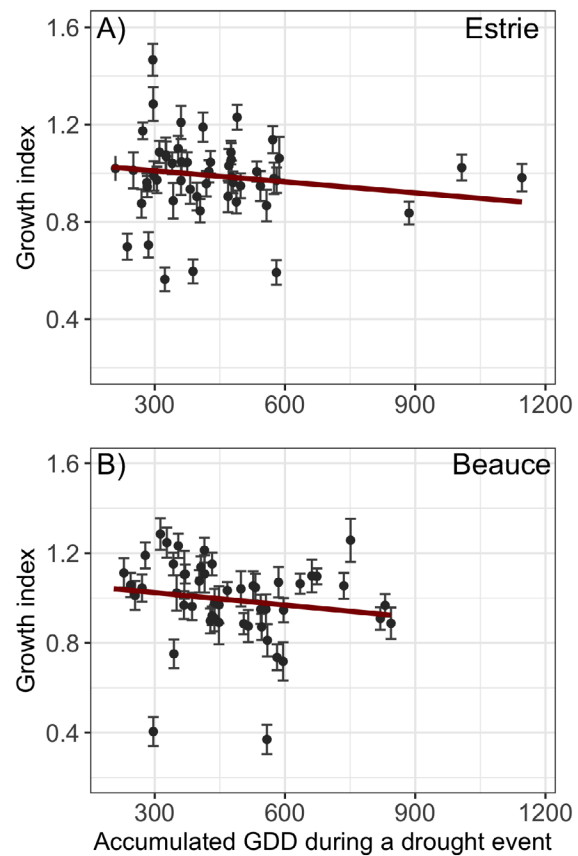 A) Estrie
1.6
1.2
0.8
0.4
Growth index
300 600 900 1200
B) Beauce
1.6
1.2
0.8
0.4
Growth index
300 600 900 1200
Accumulated GDD during a drought event